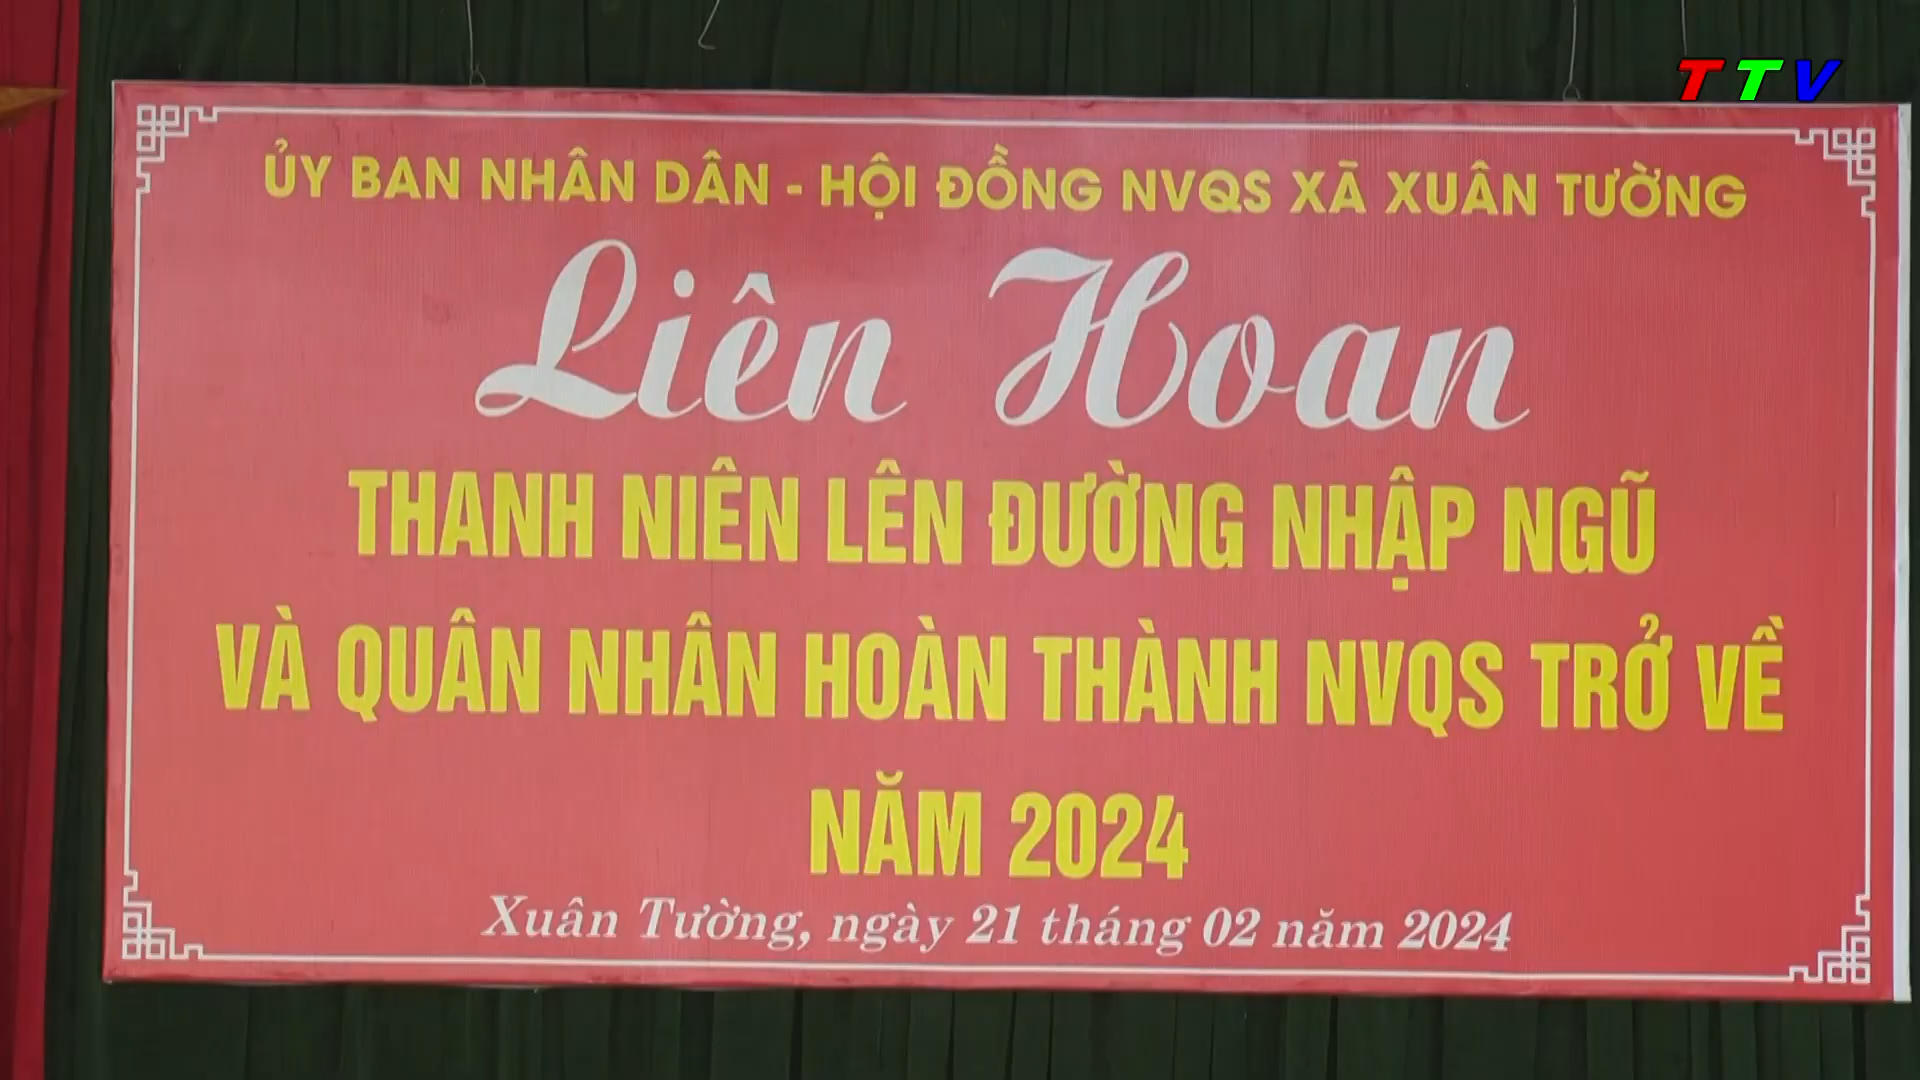 TTV
ỦY BAN NHÂN DÂN - HỘI ĐỒNG NVQS XÃ XUÂN TƯỜNG
Liên Hoan
THANH NIÊN LÊN ĐƯỜNG NHẬP NGŨ
VÀ QUÂN NHÂN HOÀN THÀNH NVQS TRỞ VỀ
NĂM 2024
Xuân Tường, ngày 21 tháng 02 năm 2024